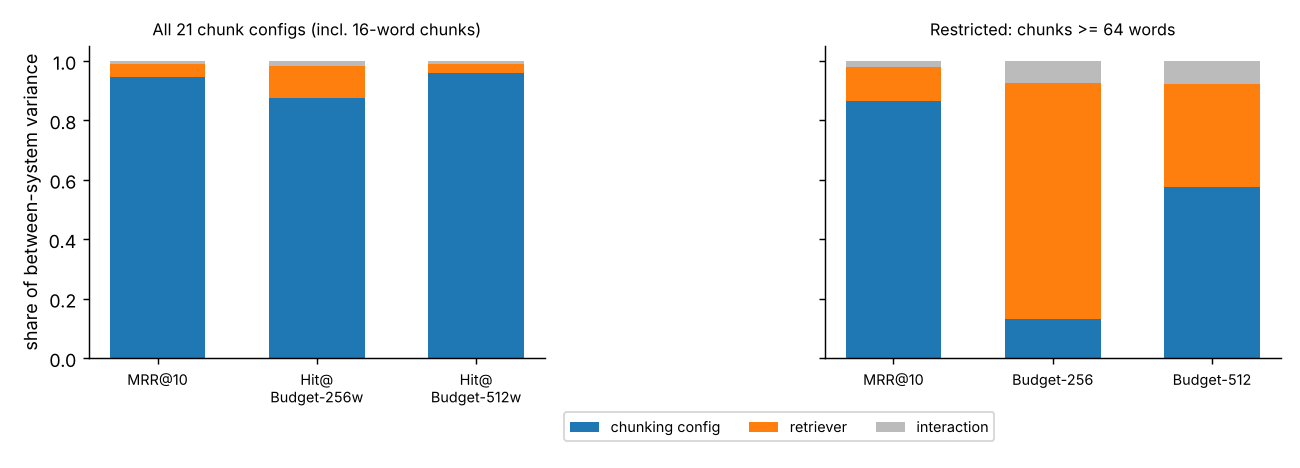 All 21 chunk configs (incl. 16-word chunks)
share of between-system variance
1.0
0.8
0.6
0.4
0.2
0.0
MRR@10
Hit@
Budget-256w
Hit@
Budget-512w
Restricted: chunks >= 64 words
MRR@10
Budget-256
Budget-512
chunking config
retriever
interaction